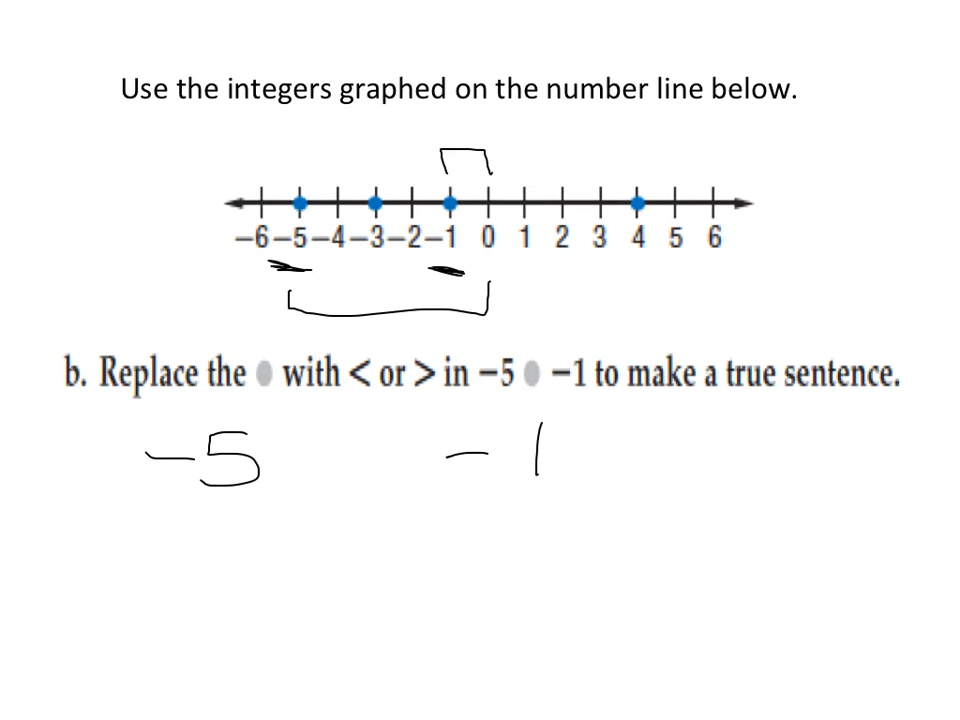 Use the integers graphed on the number line below.
−6 −5 −4 −3 −2 −1 0 1 2 3 4 5 6
b. Replace the ● with < or > in −5 ● −1 to make a true sentence.
−5 −1